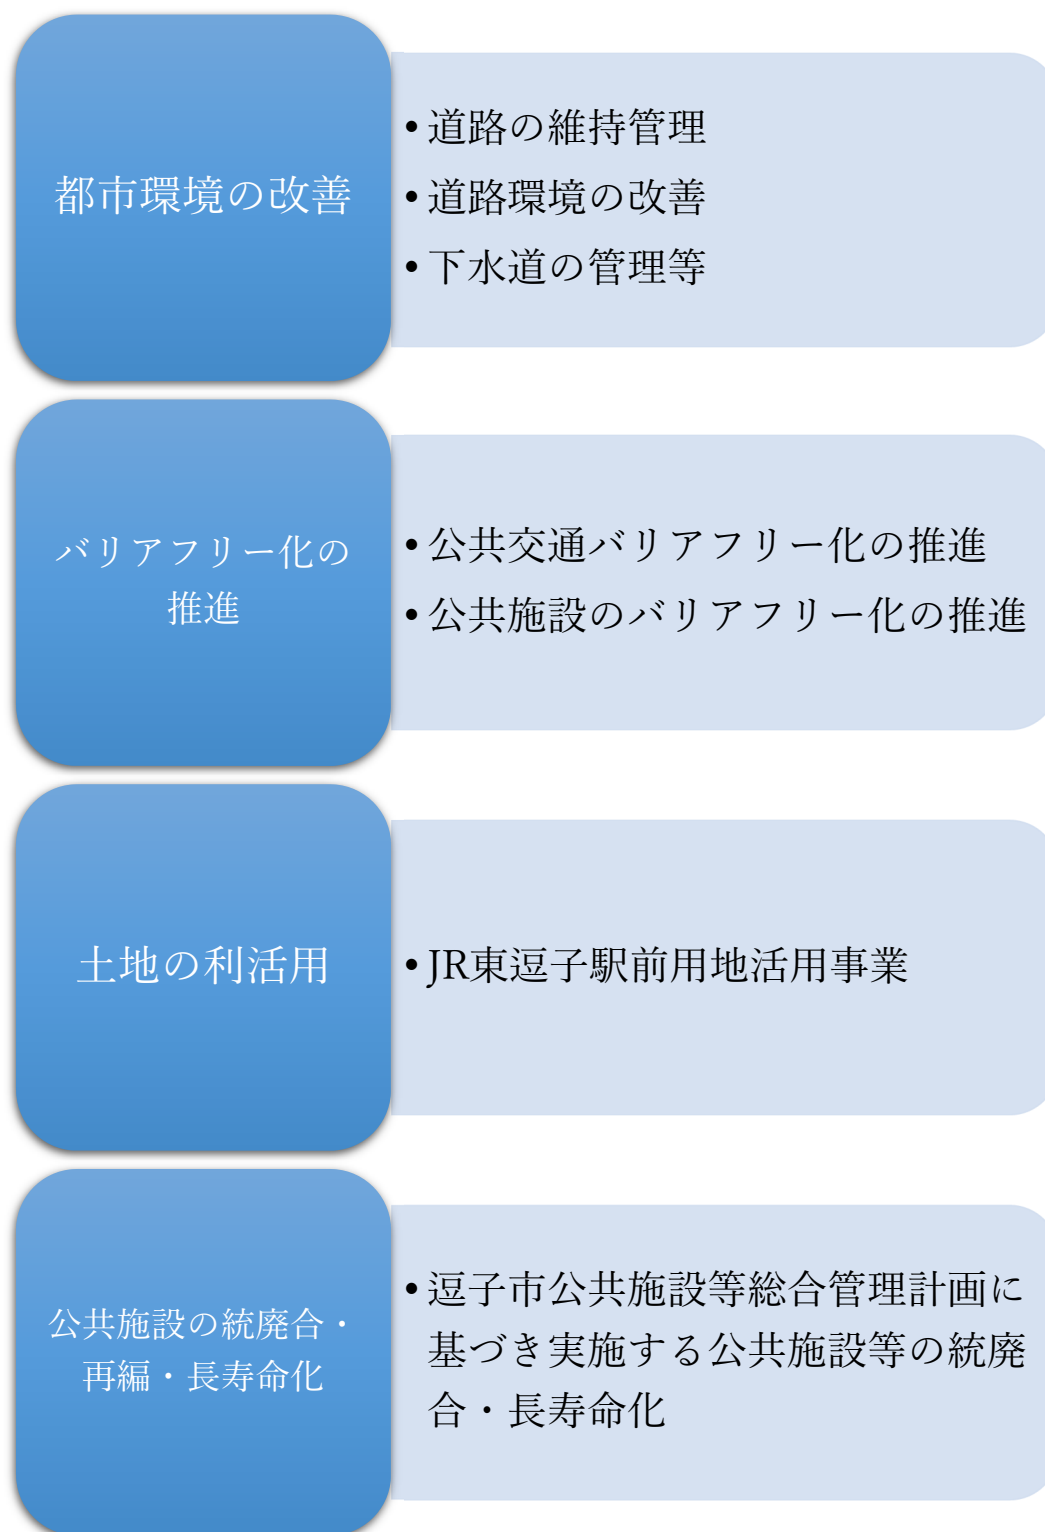 都市環境の改善
• 道路の維持管理
• 道路環境の改善
• 下水道の管理等
バリアフリー化の
推進
• 公共交通バリアフリー化の推進
• 公共施設のバリアフリー化の推進
土地の利活用
• JR東逗子駅前用地活用事業
公共施設の統廃合・
再編・長寿命化
• 逗子市公共施設等総合管理計画に
基づき実施する公共施設等の統廃
合・長寿命化